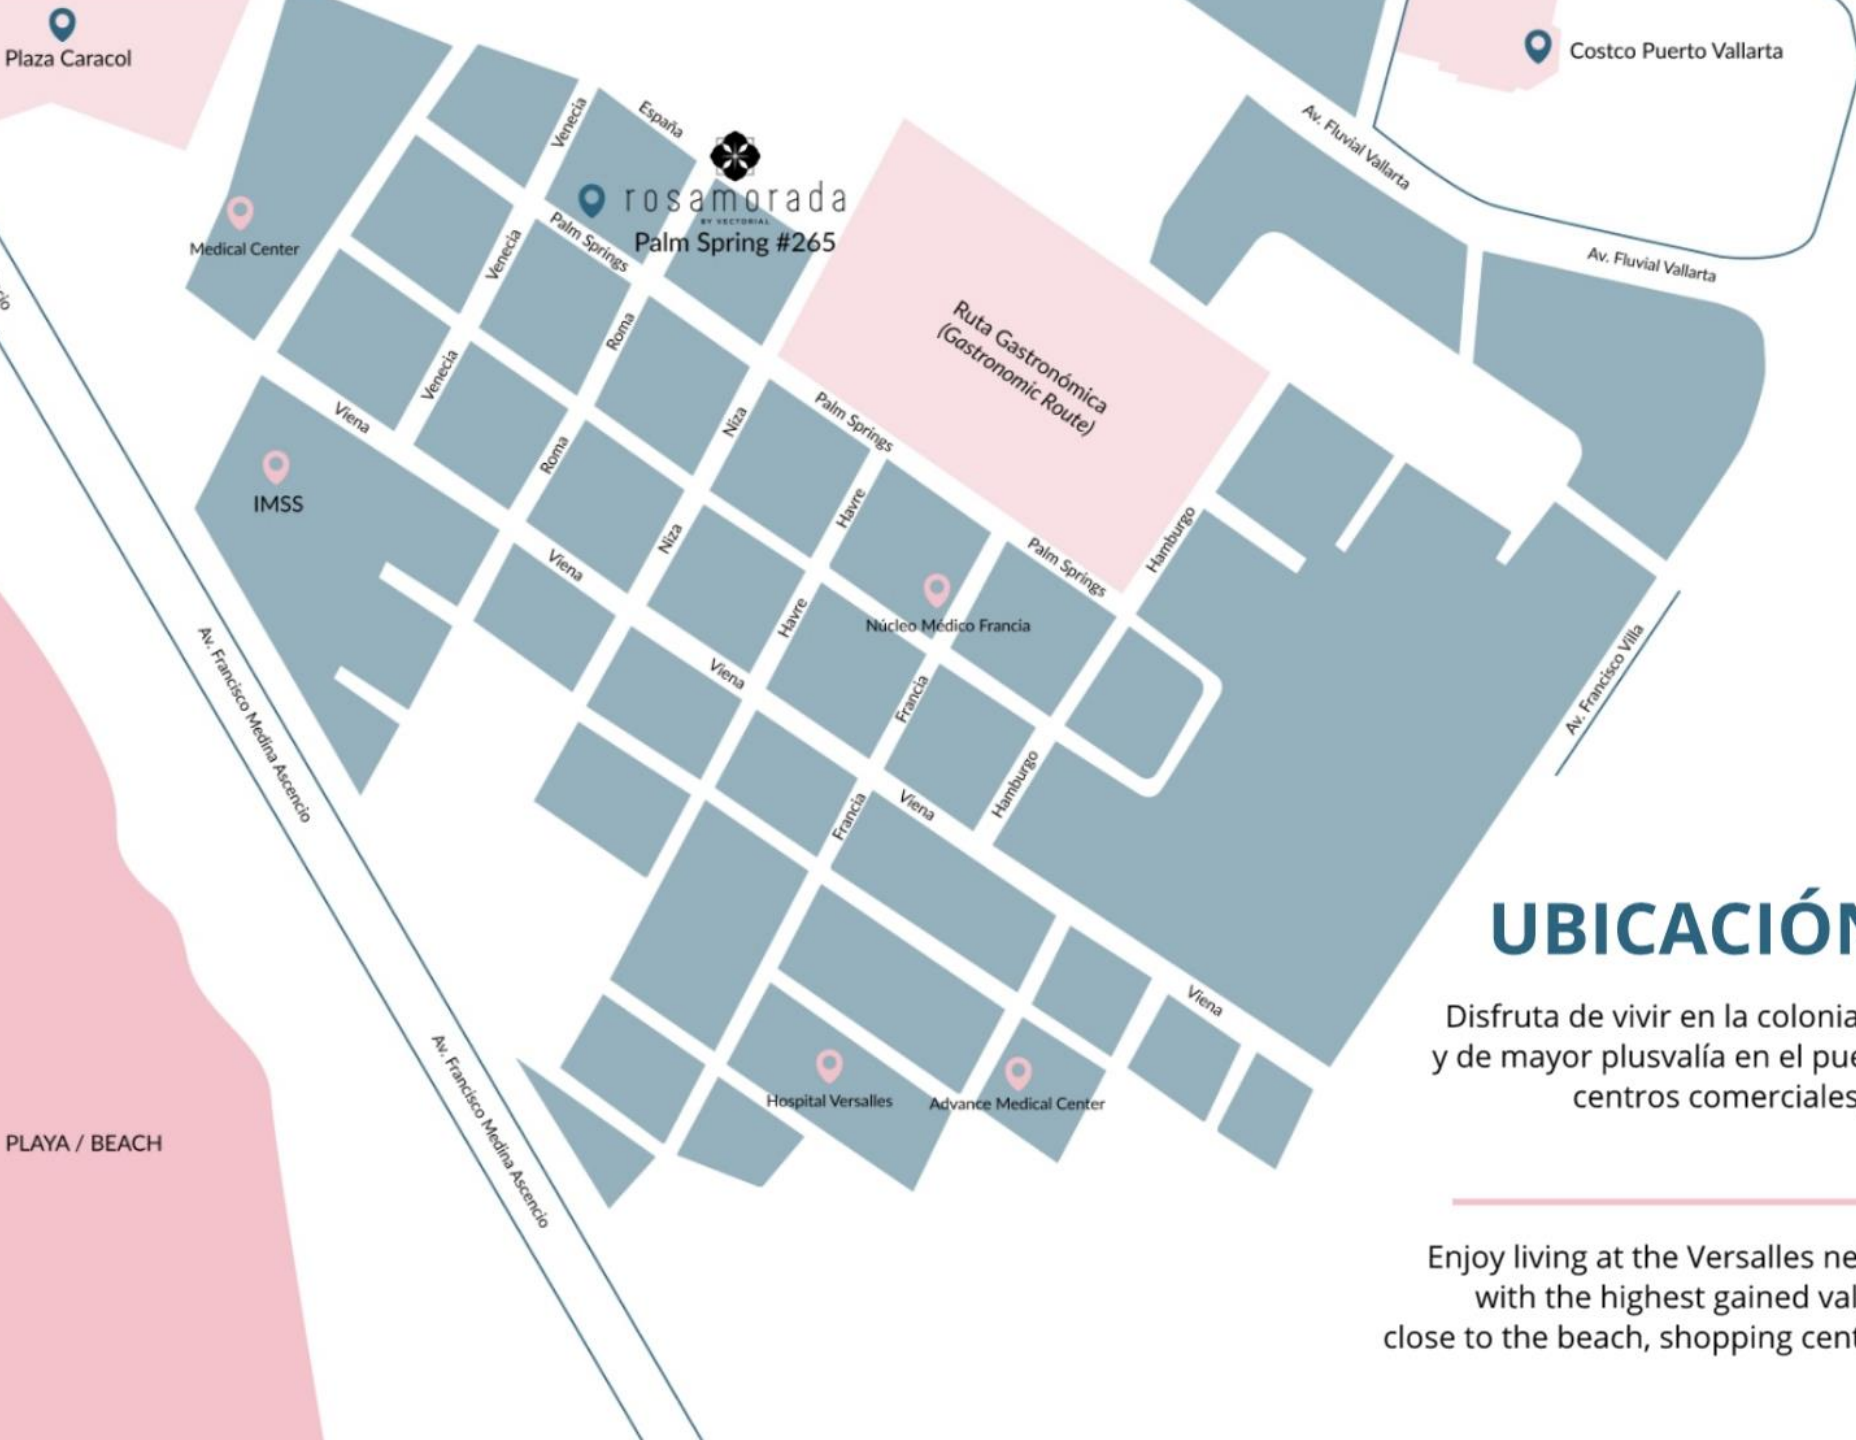 Plaza Caracol
Costco Puerto Vallarta
Venecia
España
Av. Fluvial Vallarta
rosamorada
BY VECTORIAL
Palm Spring #265
Medical Center
Venecia
Palm Springs
Av. Fluvial Vallarta
Roma
Ruta Gastronómica
(Gastronomic Route)
Venecia
Viena
Niza
Palm Springs
Roma
IMSS
Havre
Niza
Hamburgo
Viena
Palm Springs
Havre
Núcleo Médico Francia
Viena
Francia
Av. Francisco Villa
Av. Francisco Medina Ascencio
Hamburgo
Francia
Viena
UBICACIÓN
Viena
Disfruta de vivir en la colonia
y de mayor plusvalía en el pue
centros comerciales
Hospital Versalles
Advance Medical Center
Av. Francisco Medina Ascencio
PLAYA / BEACH
Enjoy living at the Versalles ne
with the highest gained val
close to the beach, shopping cent